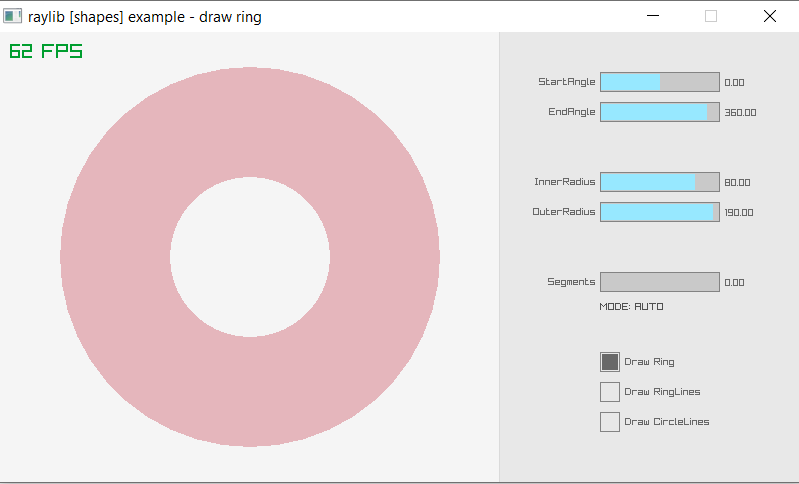 raylib [shapes] example - draw ring
62 FPS
StartAngle 0.00
EndAngle 360.00
InnerRadius 80.00
OuterRadius 190.00
Segments 0.00
MODE: AUTO
Draw Ring
Draw RingLines
Draw CircleLines